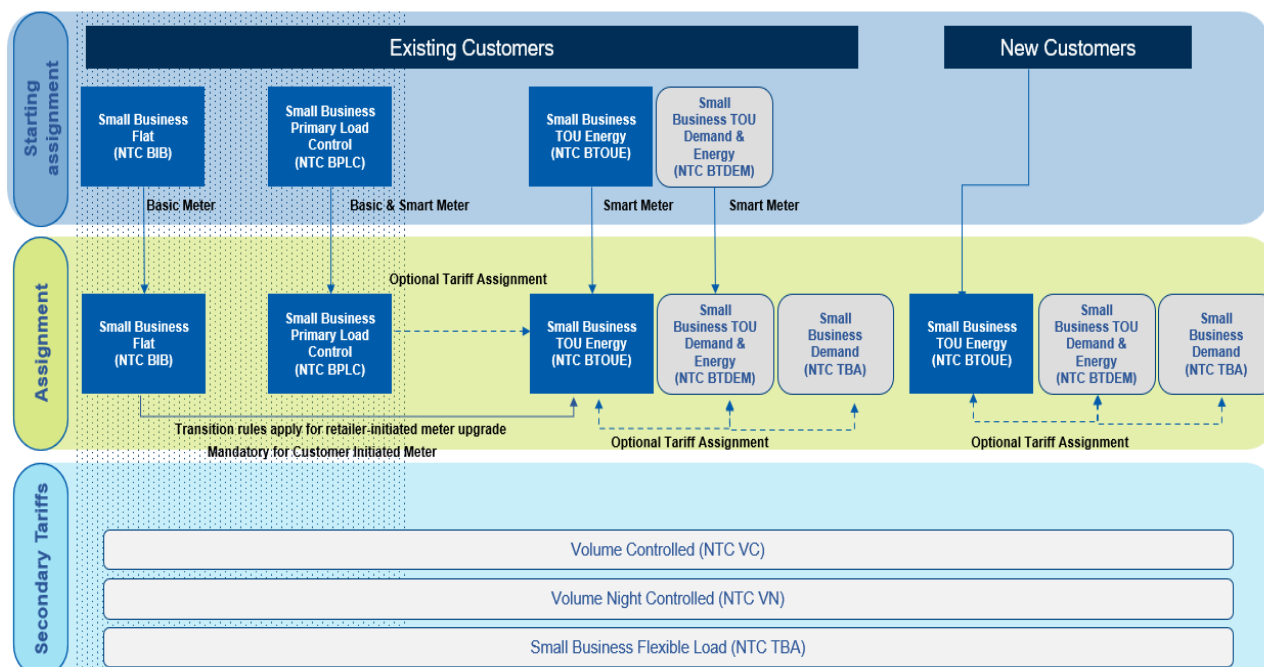 Starting
assignment
Existing Customers
New Customers
Small Business
Flat
(NTC BIB)
Small Business
Primary Load
Control
(NTC BPLC)
Small Business
TOU Energy
(NTC BTOUE)
Small
Business TOU
Demand &
Energy
(NTC BTDEM)
Basic Meter
Basic & Smart Meter
Smart Meter
Smart Meter
Assignment
Optional Tariff Assignment
Small Business
Flat
(NTC BIB)
Small Business
Primary Load
Control
(NTC BPLC)
Small Business
TOU Energy
(NTC BTOUE)
Small
Business TOU
Demand &
Energy
(NTC BTDEM)
Small
Business
Demand
(NTC TBA)
Small Business
TOU Energy
(NTC BTOUE)
Small
Business TOU
Demand &
Energy
(NTC BTDEM)
Small
Business
Demand
(NTC TBA)
Transition rules apply for retailer-initiated meter upgrade
Mandatory for Customer Initiated Meter
Optional Tariff Assignment
Optional Tariff Assignment
Secondary Tariffs
Volume Controlled (NTC VC)
Volume Night Controlled (NTC VN)
Small Business Flexible Load (NTC TBA)